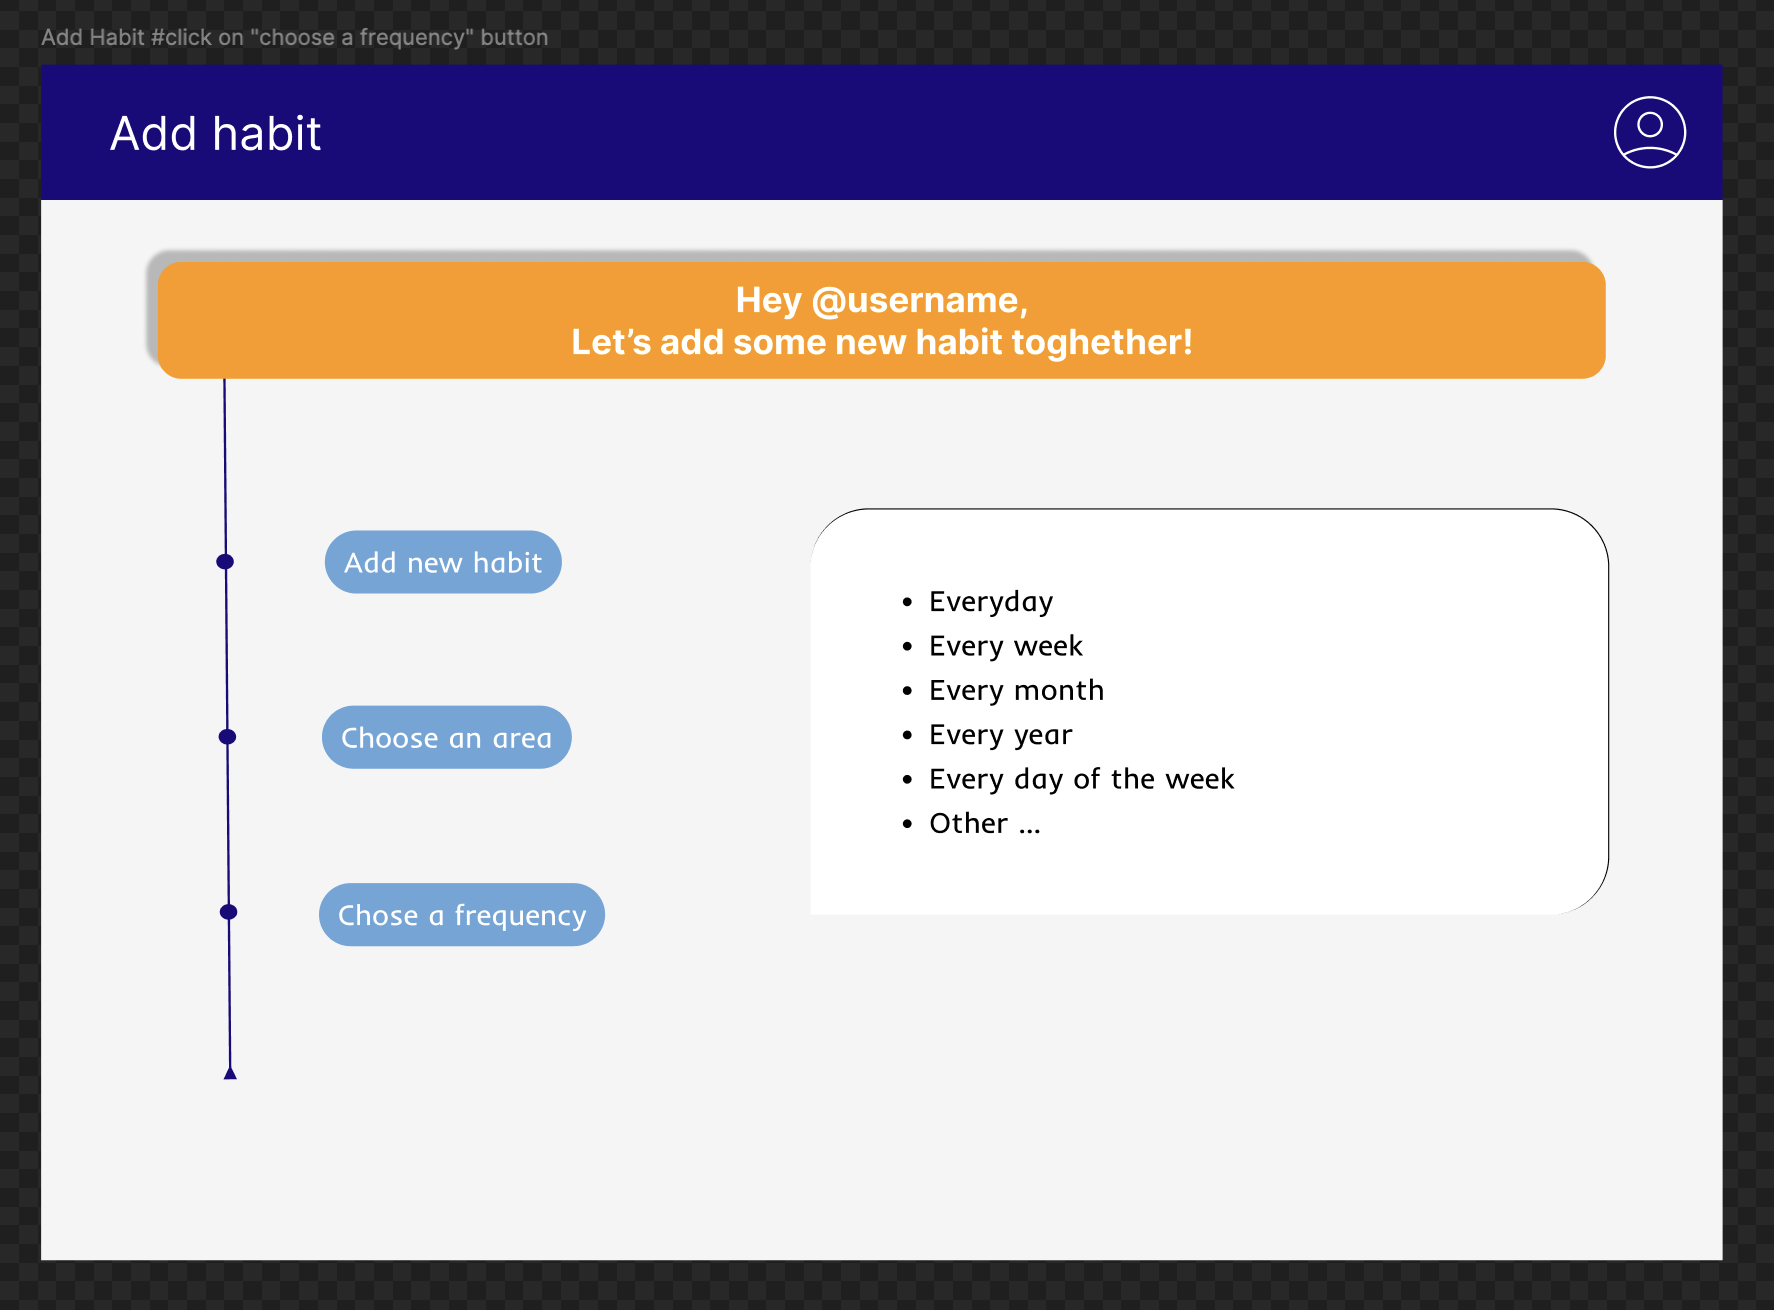 Add Habit #click on "choose a frequency" button
Add habit
Hey @username,
Let’s add some new habit toghether!
Add new habit
Choose an area
Chose a frequency
• Everyday
• Every week
• Every month
• Every year
• Every day of the week
• Other ...